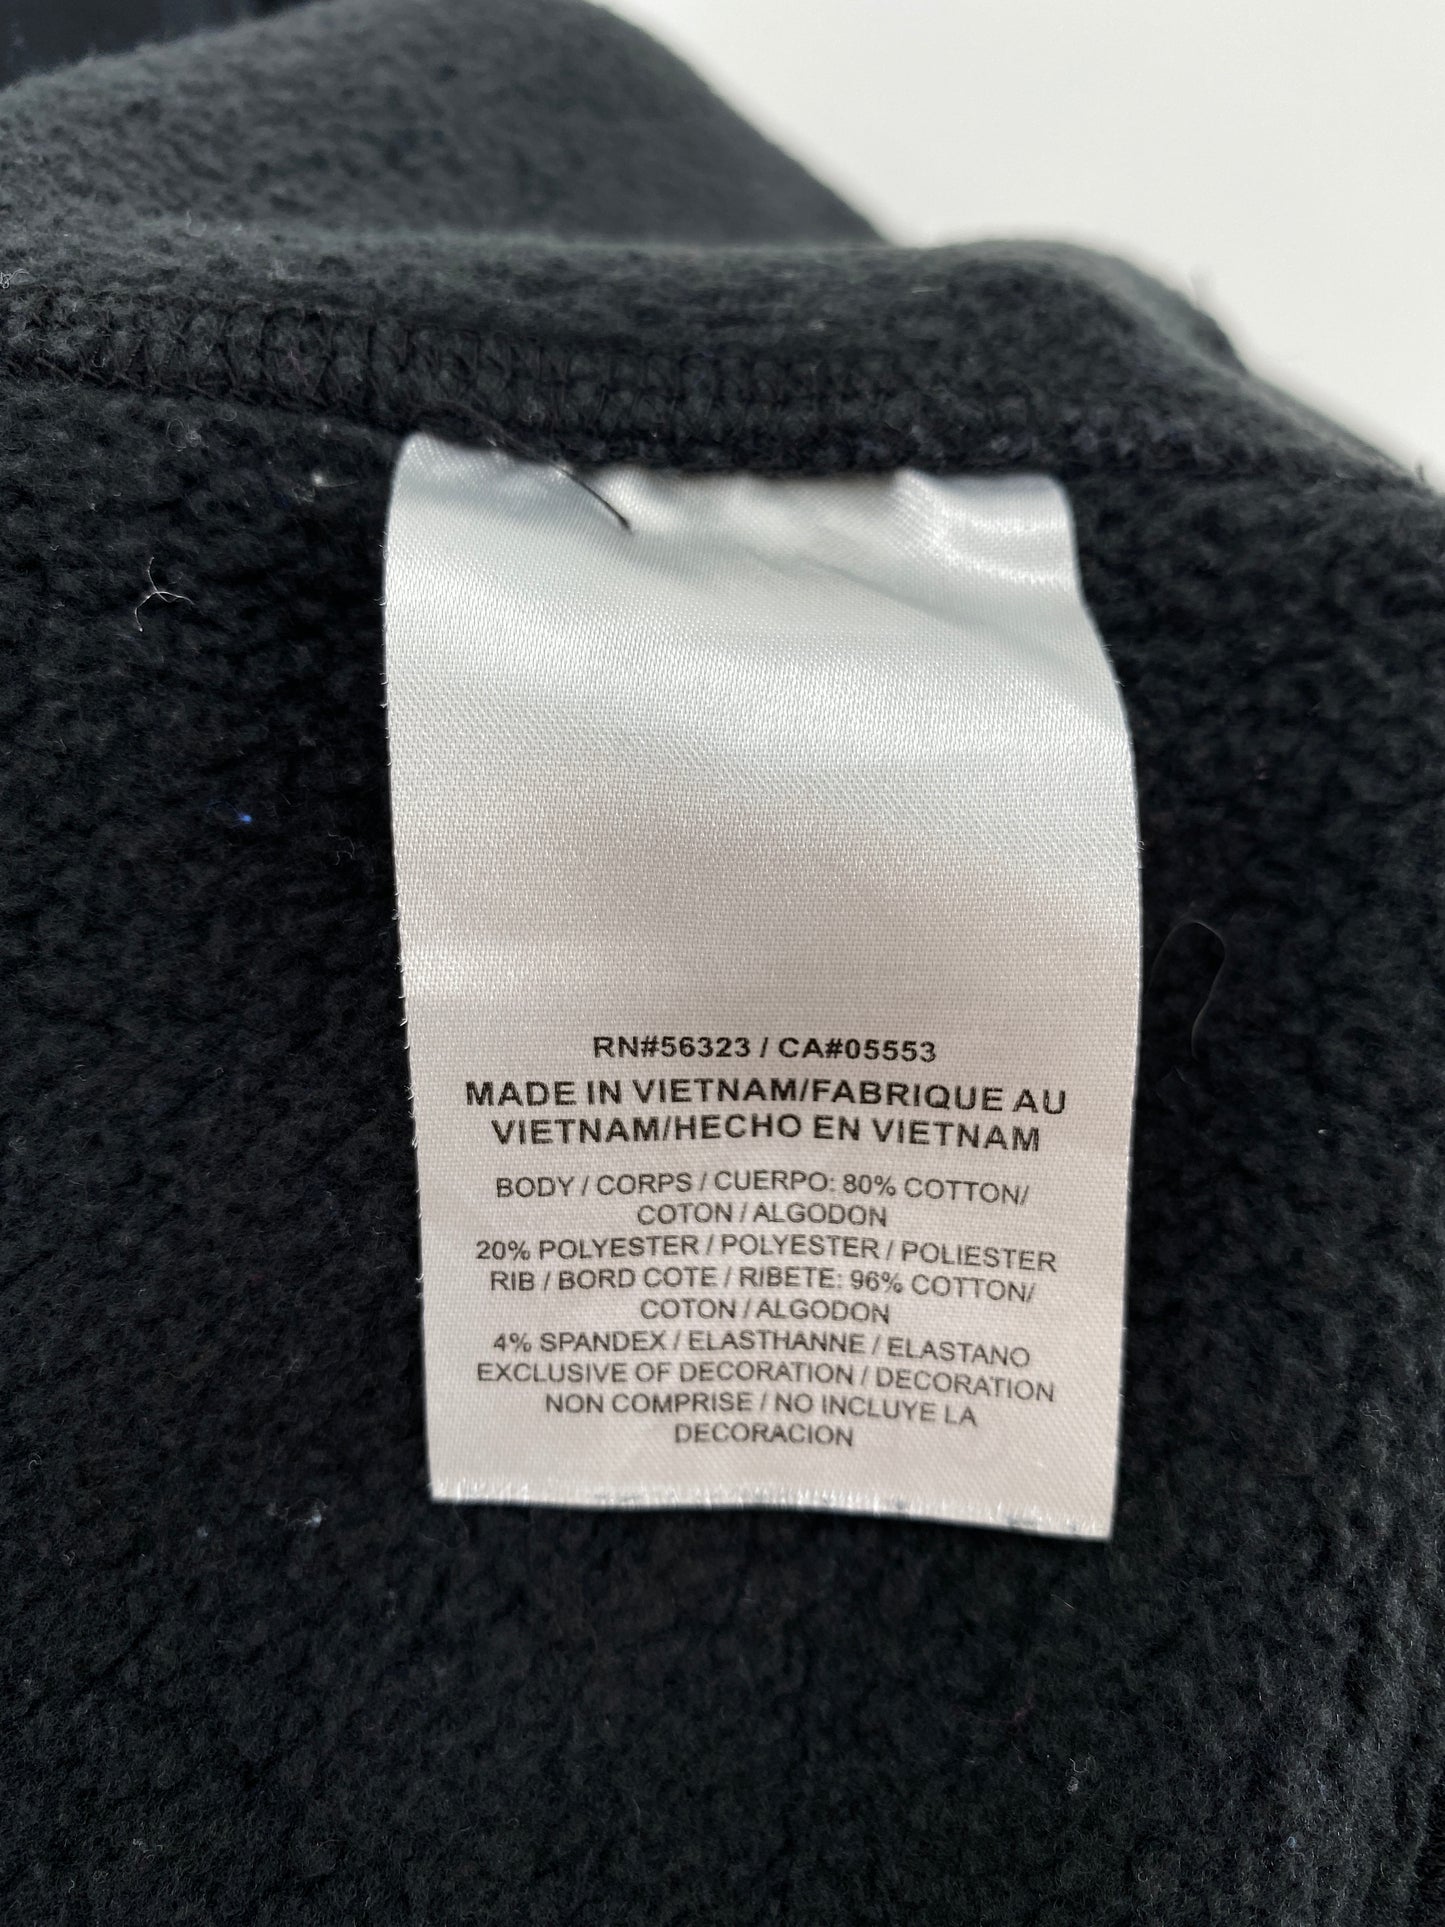 RN#56323 / CA#05553
MADE IN VIETNAM/FABRIQUE AU
VIETNAM/HECHO EN VIETNAM
BODY / CORPS / CUERPO: 80% COTTON/
COTON / ALGODON
20% POLYESTER / POLYESTER / POLIESTER
RIB / BORD COTE / RIBETE: 96% COTTON/
COTON / ALGODON
4% SPANDEX / ELASTHANNE / ELASTANO
EXCLUSIVE OF DECORATION / DECORATION
NON COMPRISE / NO INCLUYE LA
DECORACION